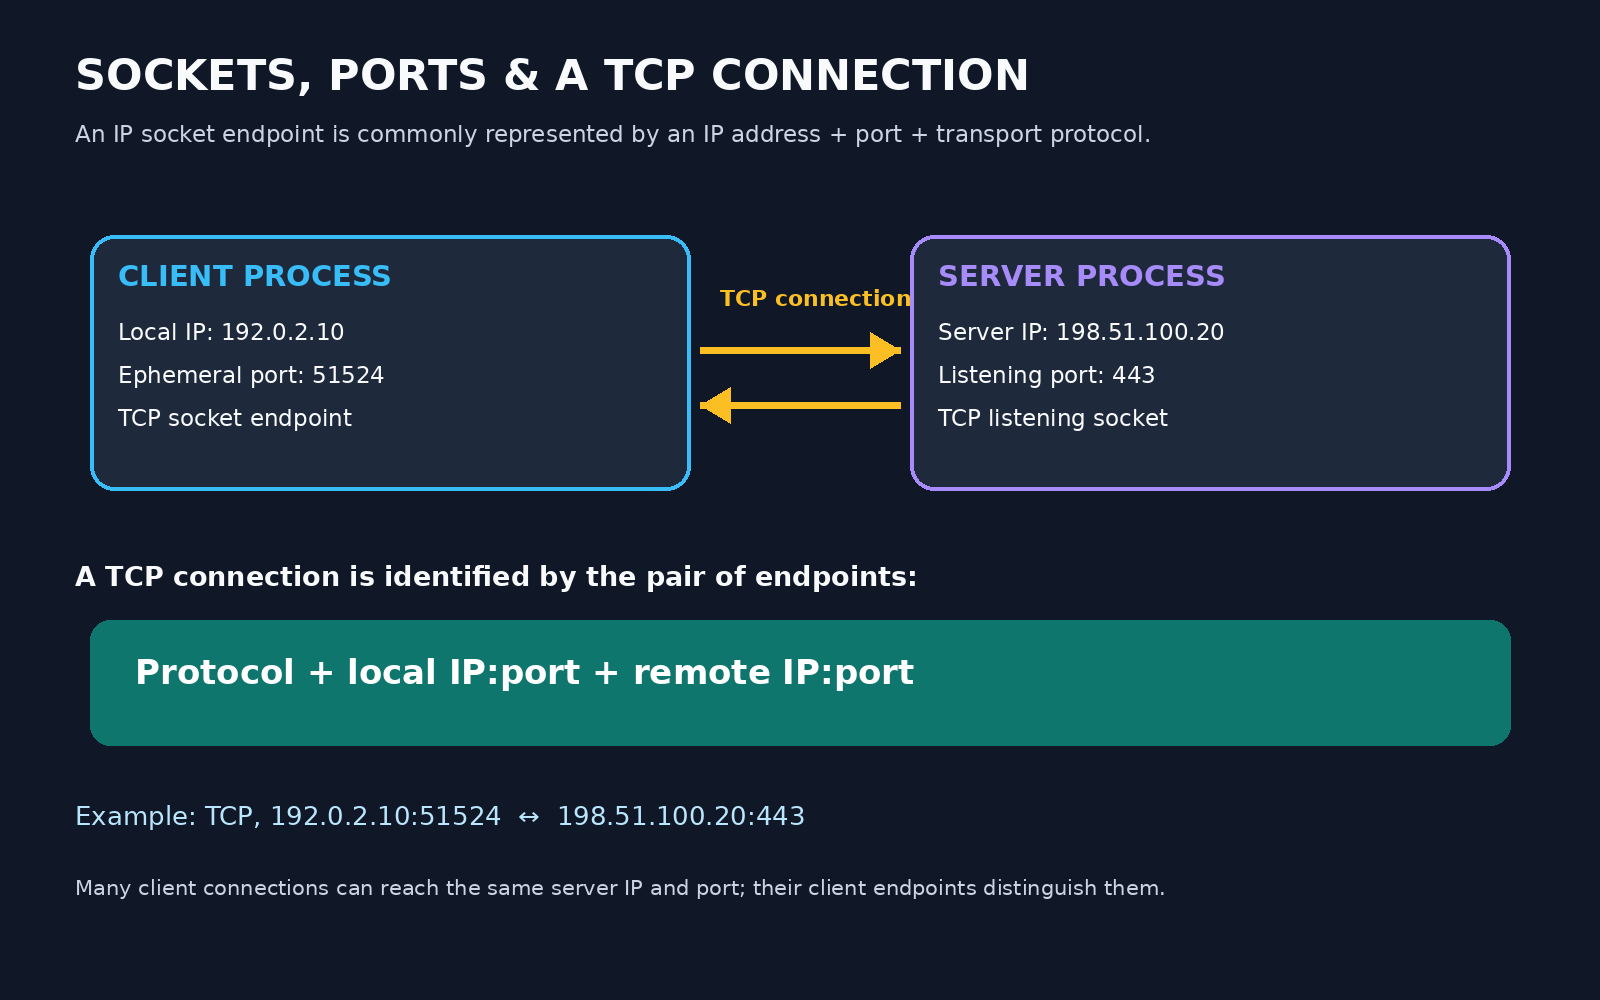 SOCKETS, PORTS & A TCP CONNECTION
An IP socket endpoint is commonly represented by an IP address + port + transport protocol.
CLIENT PROCESS
Local IP: 192.0.2.10
Ephemeral port: 51524
TCP socket endpoint
TCP connection
SERVER PROCESS
Server IP: 198.51.100.20
Listening port: 443
TCP listening socket
A TCP connection is identified by the pair of endpoints:
Protocol + local IP:port + remote IP:port
Example: TCP, 192.0.2.10:51524 ↔ 198.51.100.20:443
Many client connections can reach the same server IP and port; their client endpoints distinguish them.